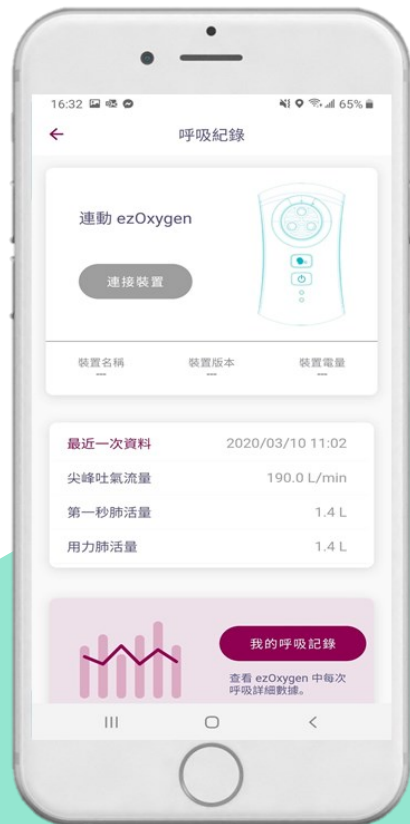 16:32 65%
呼吸紀錄
連動 ezOxygen
連接裝置
裝置名稱 裝置版本 裝置電量
--- --- ---
最近一次資料 2020/03/10 11:02
尖峰吐氣流量 190.0 L/min
第一秒肺活量 1.4 L
用力肺活量 1.4 L
我的呼吸記錄
查看 ezOxygen 中每次
呼吸詳細數據。